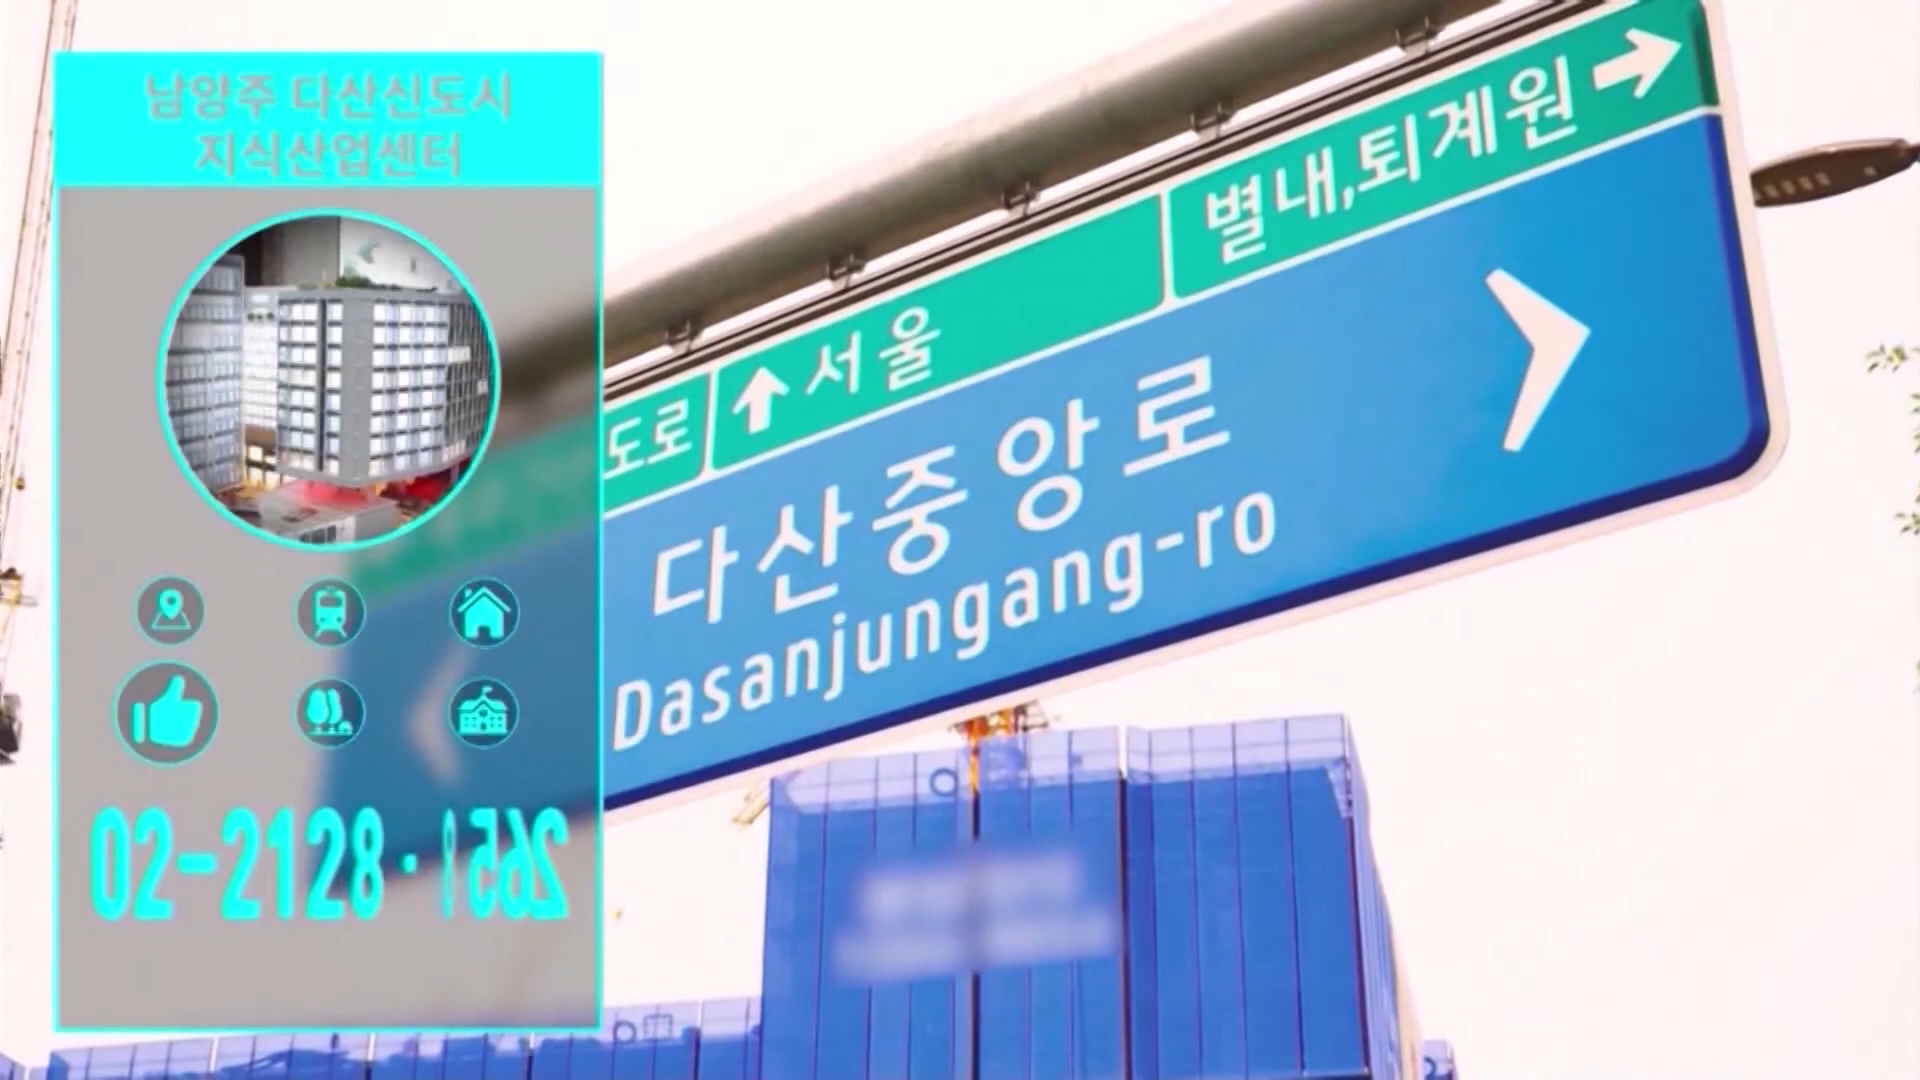 남양주 다산신도시
지식산업센터
02-2128
도로
서울
별내,퇴계원
다산중앙로
Dasanjungang-ro